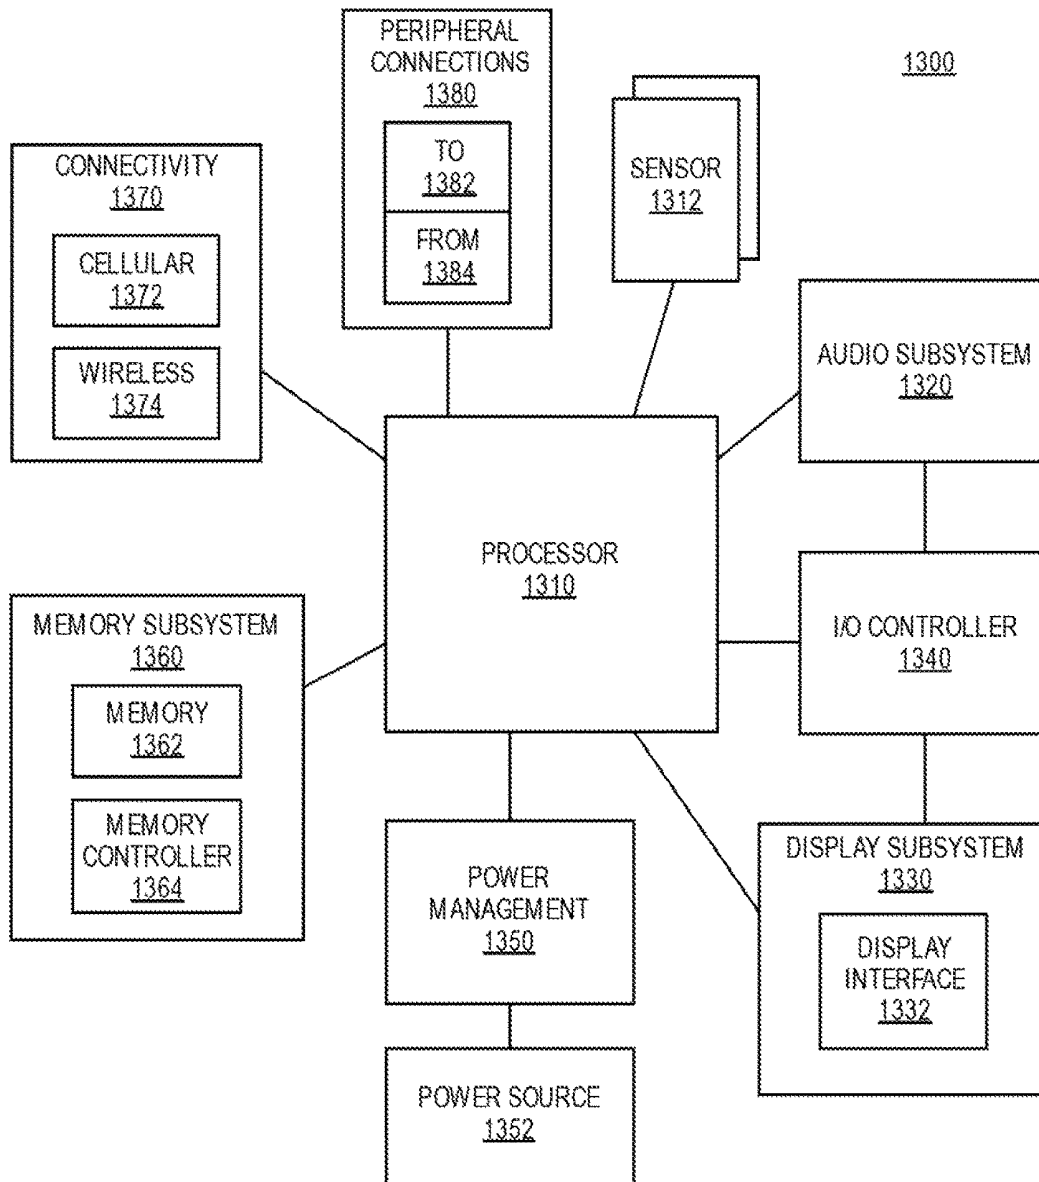 PERIPHERAL
CONNECTIONS
1380
TO
1382
FROM
1384
1300
SENSOR
1312
CONNECTIVITY
1370
CELLULAR
1372
WIRELESS
1374
AUDIO SUBSYSTEM
1320
PROCESSOR
1310
I/O CONTROLLER
1340
MEMORY SUBSYSTEM
1360
MEMORY
1362
MEMORY
CONTROLLER
1364
POWER
MANAGEMENT
1350
DISPLAY SUBSYSTEM
1330
DISPLAY
INTERFACE
1332
POWER SOURCE
1352